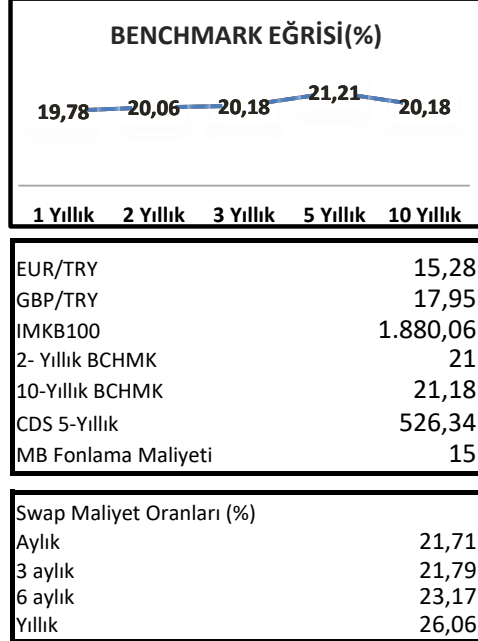 BENCHMARK EĞRİSİ(%)
19,78 20,06 20,18 21,21 20,18
1 Yıllık 2 Yıllık 3 Yıllık 5 Yıllık 10 Yıllık
EUR/TRY 15,28
GBP/TRY 17,95
IMKB100 1.880,06
2- Yıllık BCHMK 21
10-Yıllık BCHMK 21,18
CDS 5-Yıllık 526,34
MB Fonlama Maliyeti 15
Swap Maliyet Oranları (%)
Aylık 21,71
3 aylık 21,79
6 aylık 23,17
Yıllık 26,06